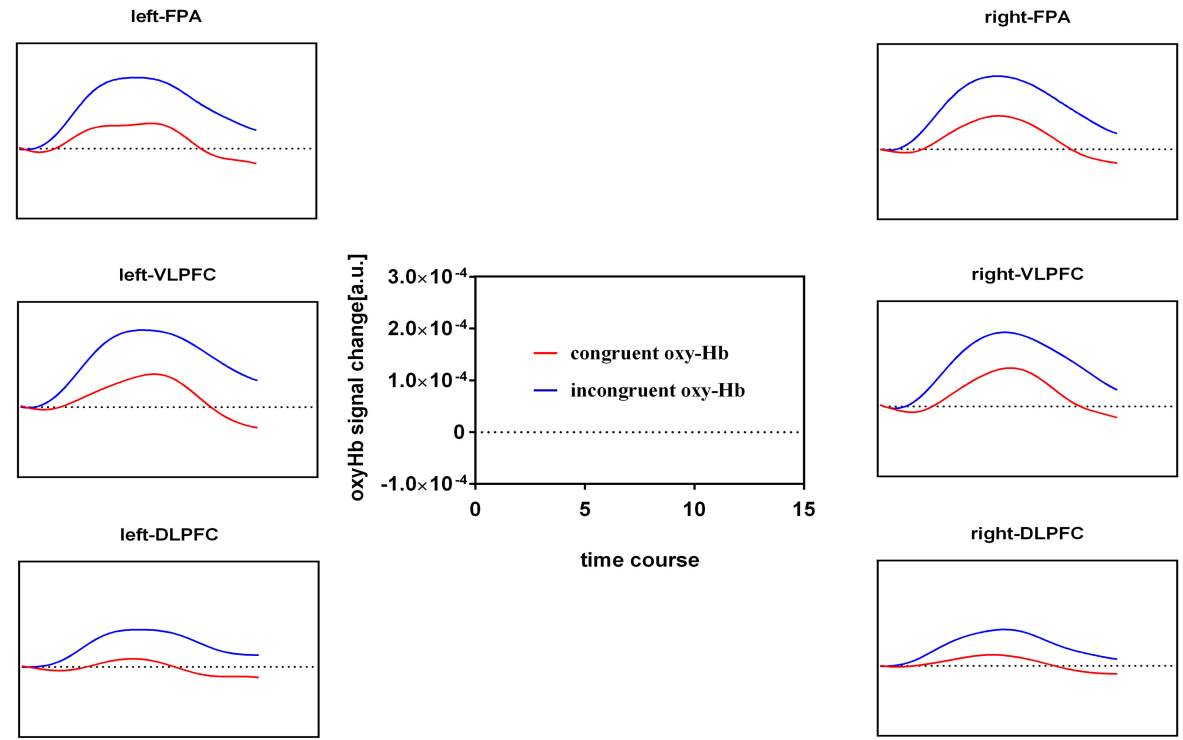 left-FPA
right-FPA
left-VLPFC
right-VLPFC
oxyHb signal change[a.u.]
3.0×10⁻⁴
2.0×10⁻⁴
1.0×10⁻⁴
0
-1.0×10⁻⁴
congruent oxy-Hb
incongruent oxy-Hb
0 5 10 15
time course
left-DLPFC
right-DLPFC